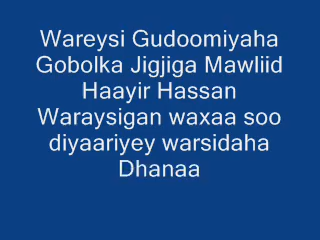 Wareysi Gudoomiyaha
Gobolka Jigjiga Mawliid
Haayir Hassan
Waraysigan waxaa soo
diyaariyey warsidaha
Dhanaa